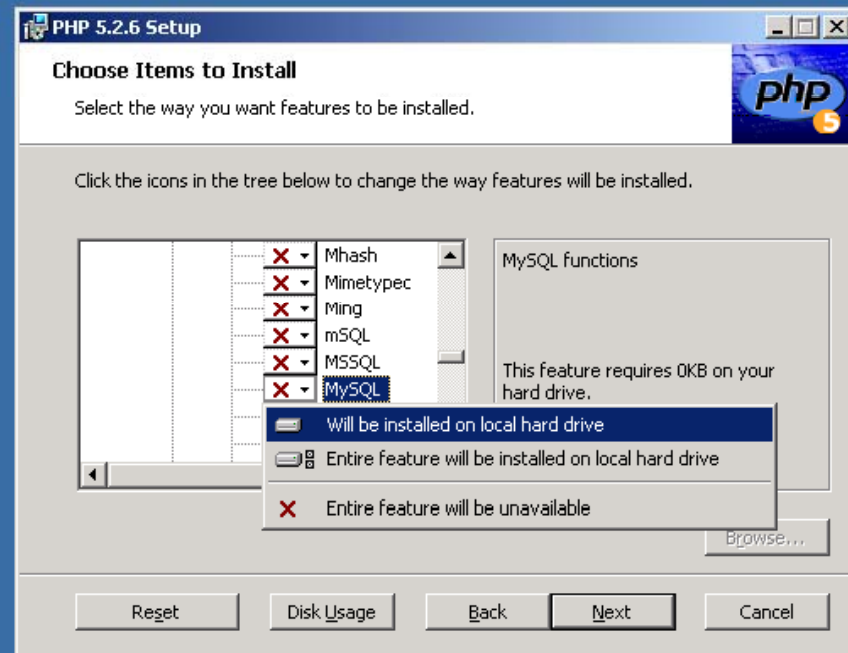 PHP 5.2.6 Setup
Choose Items to Install
Select the way you want features to be installed.
php
5
Click the icons in the tree below to change the way features will be installed.
Mhash
Mimetypec
Ming
mSQL
MSSQL
MySQL
MySQL functions
This feature requires 0KB on your
hard drive.
Will be installed on local hard drive
Entire feature will be installed on local hard drive
Entire feature will be unavailable
Browse...
Reset
Disk Usage
Back
Next
Cancel